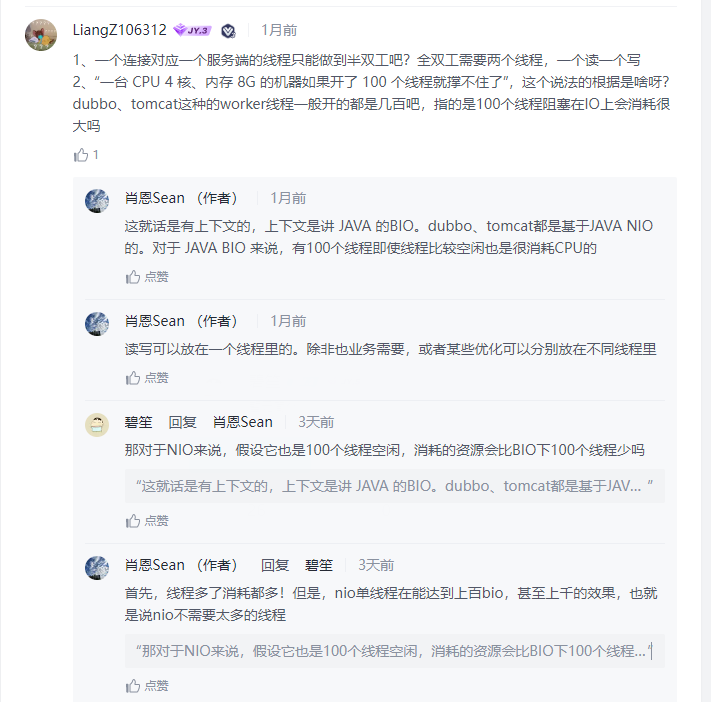 LiangZ106312 JY.3 1月前
1、一个连接对应一个服务端的线程只能做到半双工吧？全双工需要两个线程，一个读一个写
2、“一台 CPU 4 核、内存 8G 的机器如果开了 100 个线程就撑不住了”，这个说法的根据是啥呀？
dubbo、tomcat这种的worker线程一般开的都是几百吧，指的是100个线程阻塞在IO上会消耗很
大吗
1
肖恩Sean （作者） 1月前
这就话是有上下文的，上下文是讲 JAVA 的BIO。dubbo、tomcat都是基于JAVA NIO
的。对于 JAVA BIO 来说，有100个线程即使线程比较空闲也是很消耗CPU的
点赞
肖恩Sean （作者） 1月前
读写可以放在一个线程里的。除非也业务需要，或者某些优化可以分别放在不同线程里
点赞
碧笙 回复 肖恩Sean 3天前
那对于NIO来说，假设它也是100个线程空闲，消耗的资源会比BIO下100个线程少吗
“这就话是有上下文的，上下文是讲 JAVA 的BIO。dubbo、tomcat都是基于JAV... ”
点赞
肖恩Sean （作者） 回复 碧笙 3天前
首先，线程多了消耗都多！但是，nio单线程在能达到上百bio，甚至上千的效果，也就
是说nio不需要太多的线程
“那对于NIO来说，假设它也是100个线程空闲，消耗的资源会比BIO下100个线程...”
点赞